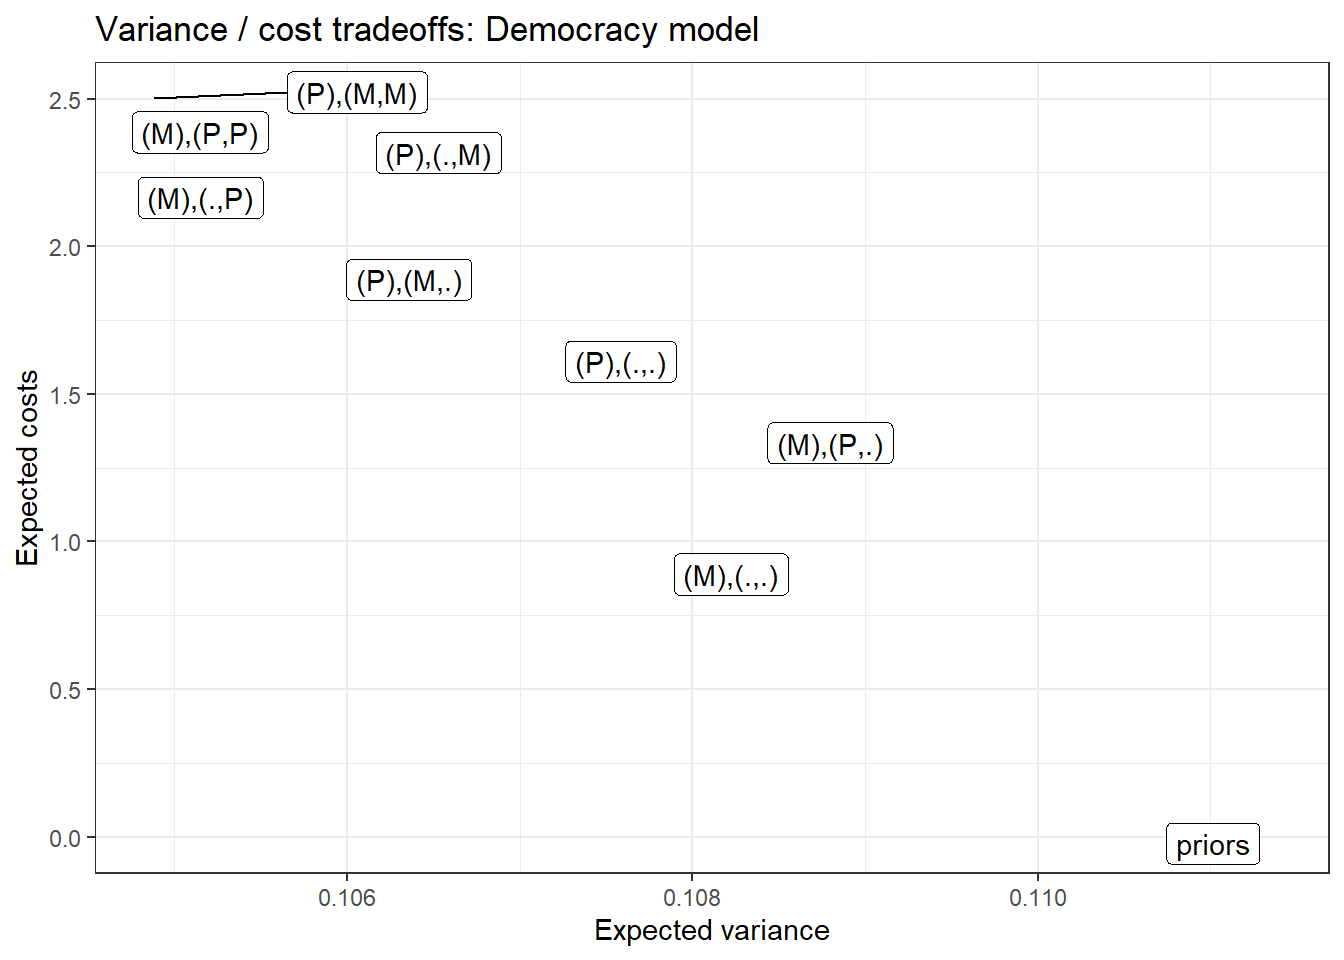 Variance / cost tradeoffs: Democracy model
Expected costs
2.5
2.0
1.5
1.0
0.5
0.0
(P),(M,M)
(M),(P,P)
(P),(.,M)
(M),(.,P)
(P),(M,.)
(P),(.,.)
(M),(P,.)
(M),(.,.)
priors
0.106
0.108
0.110
Expected variance